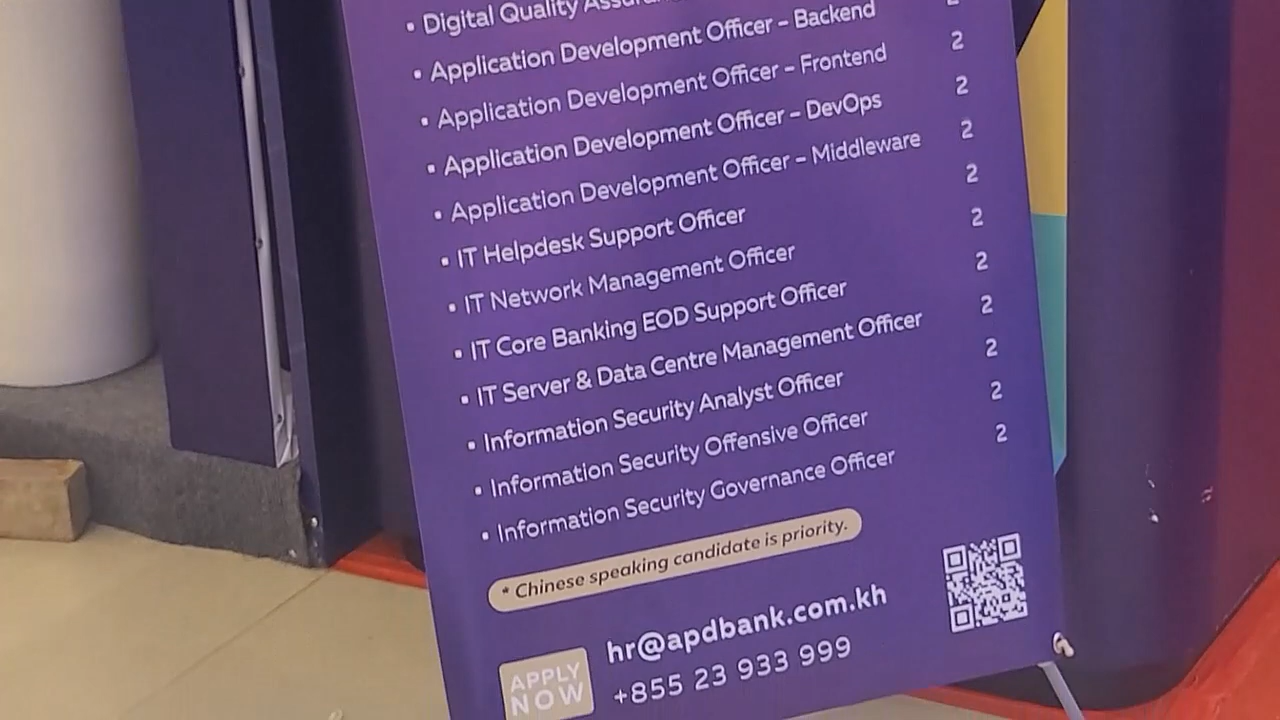 • Digital Quality
• Application Development Officer – Backend
• Application Development Officer – Frontend 2
• Application Development Officer – DevOps 2
• Application Development Officer – Middleware 2
• IT Helpdesk Support Officer 2
• IT Network Management Officer 2
• IT Core Banking EOD Support Officer 2
• IT Server & Data Centre Management Officer 2
• Information Security Analyst Officer 2
• Information Security Offensive Officer 2
• Information Security Governance Officer 2
* Chinese speaking candidate is priority.
APPLY
NOW
hr@apdbank.com.kh
+855 23 933 999